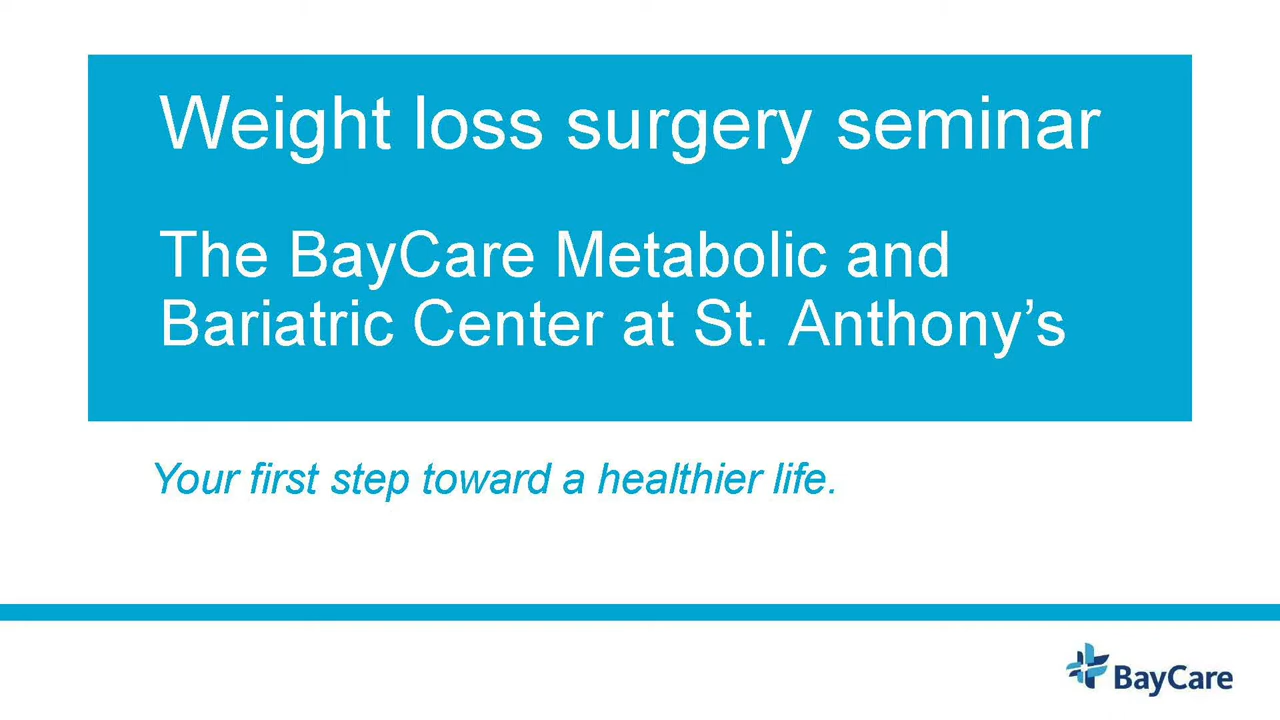 Weight loss surgery seminar
The BayCare Metabolic and
Bariatric Center at St. Anthony’s
Your first step toward a healthier life.
BayCare